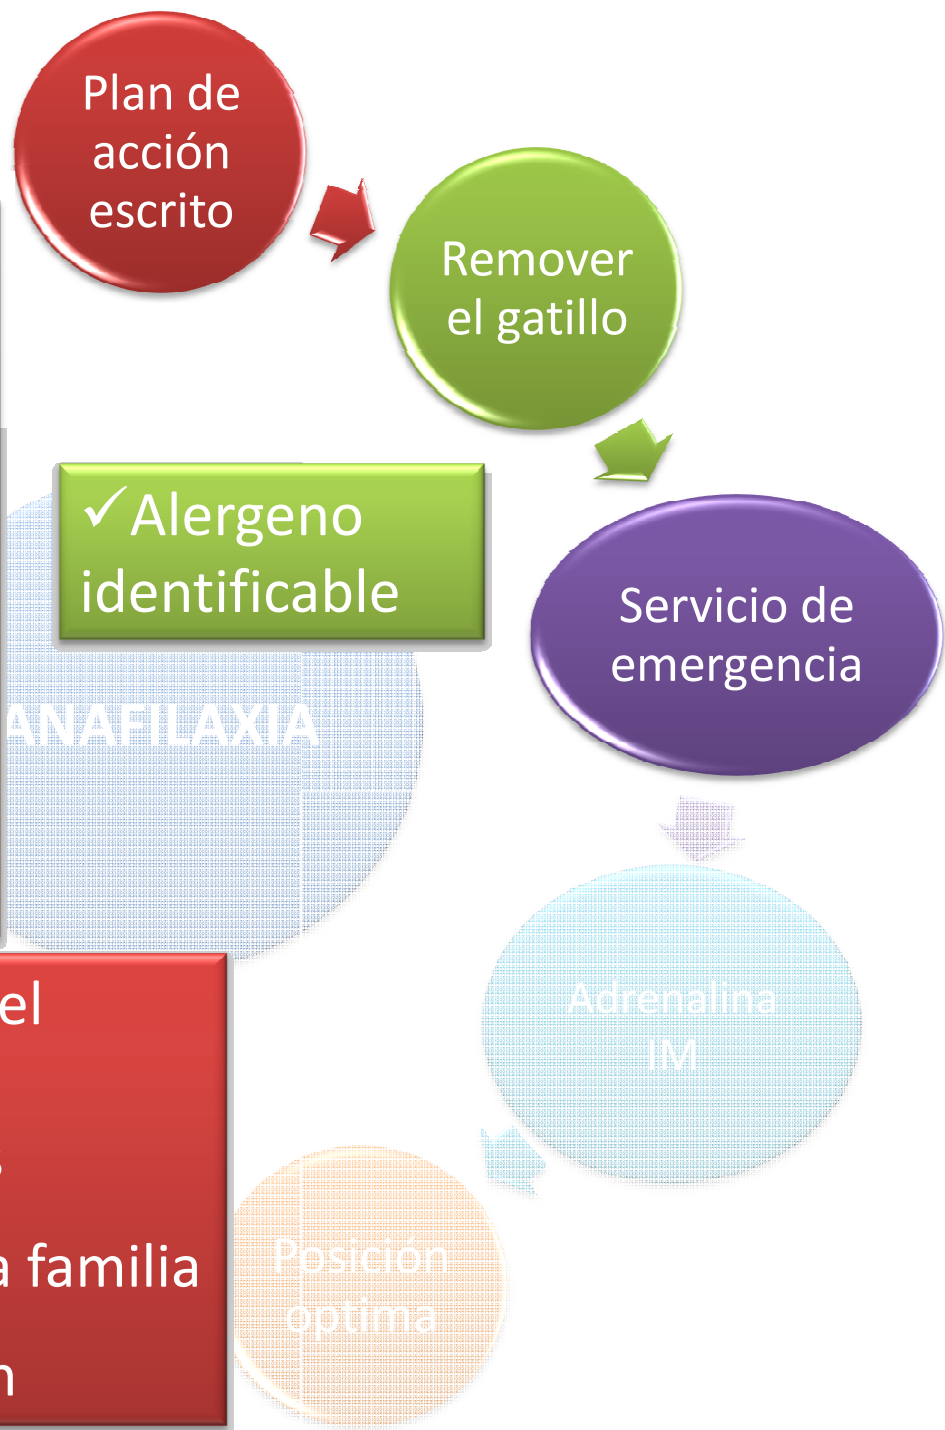 Plan de
acción
escrito
Remover
el gatillo
✓Alergeno
identificable
Servicio de
emergencia
ANAFILAXIA
Adrenalina
IM
el
s
a familia
n
Posición
optima